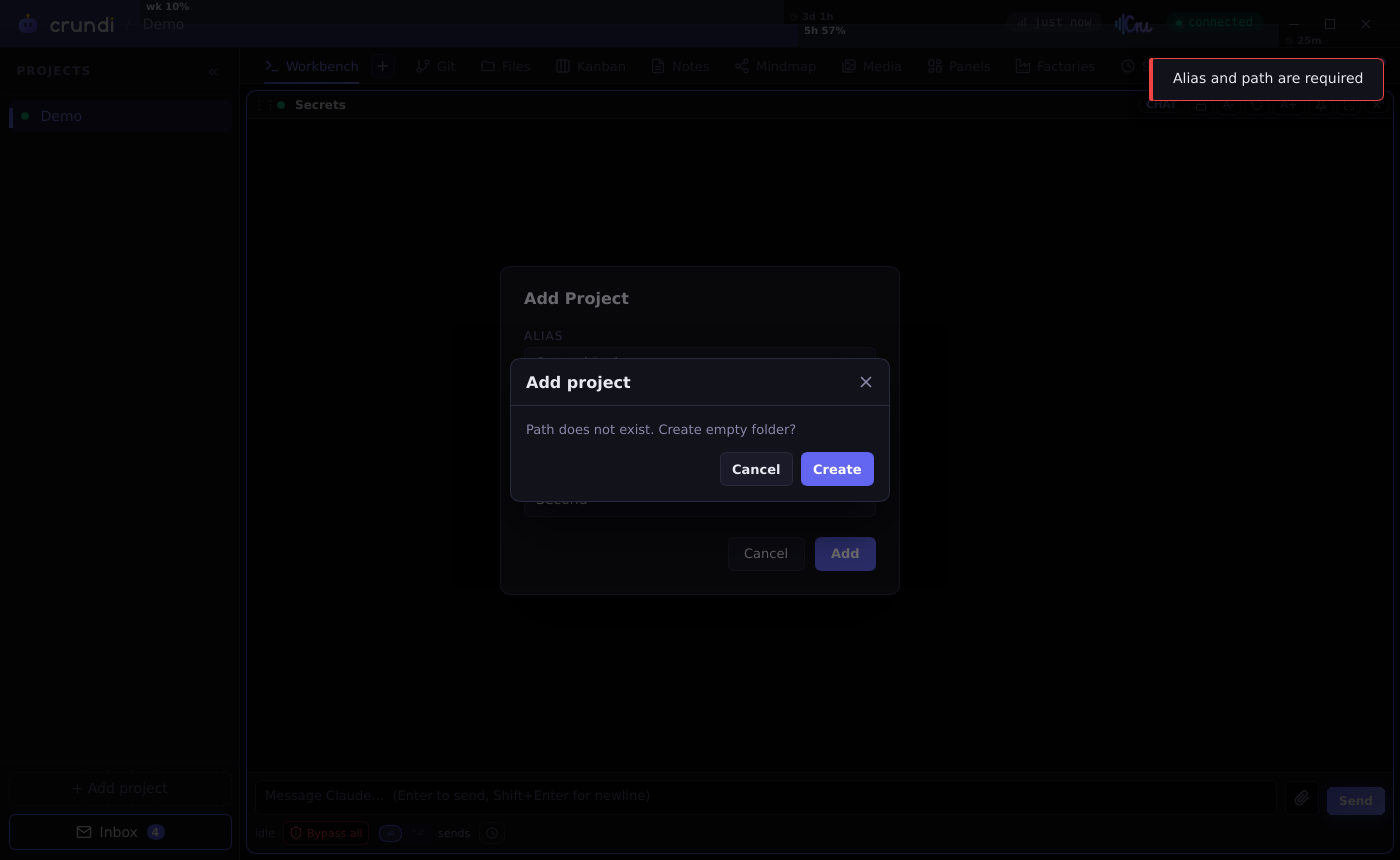 wk 10%
3d 1h
5h 57%
25m
crundi / Demo
just now
Cru
connected
PROJECTS
Workbench
Git
Files
Kanban
Notes
Mindmap
Media
Panels
Factories
Alias and path are required
Demo
Secrets
CHAT
Add Project
ALIAS
Add project
Path does not exist. Create empty folder?
Cancel
Create
Second
Cancel
Add
+ Add project
Message Claude... (Enter to send, Shift+Enter for newline)
Send
Inbox 4
idle
Bypass all
sends